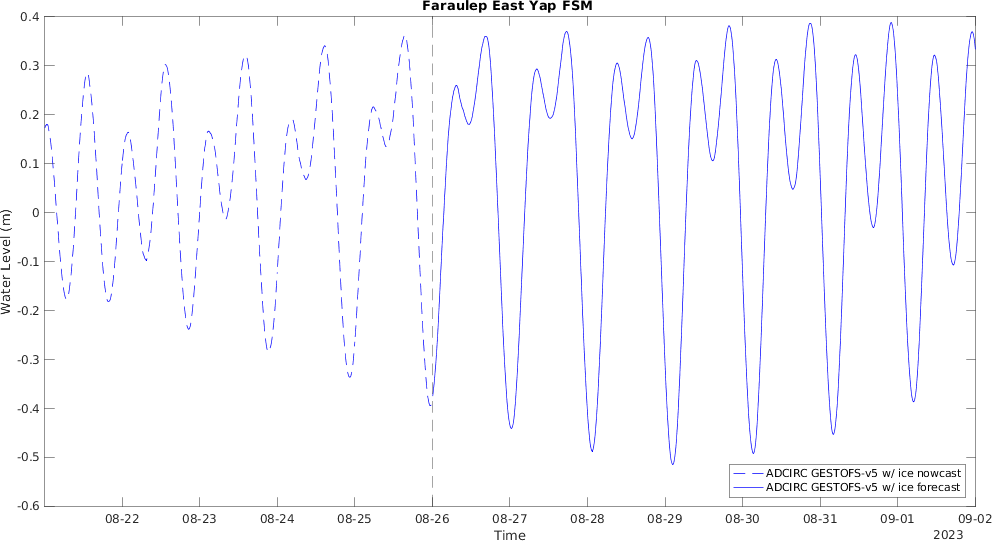 Faraulep East Yap FSM
0.4
0.3
0.2
0.1
0
-0.1
-0.2
-0.3
-0.4
-0.5
-0.6
Water Level (m)
ADCIRC GESTOFS-v5 w/ ice nowcast
ADCIRC GESTOFS-v5 w/ ice forecast
08-22 08-23 08-24 08-25 08-26 08-27 08-28 08-29 08-30 08-31 09-01 09-02
Time
2023